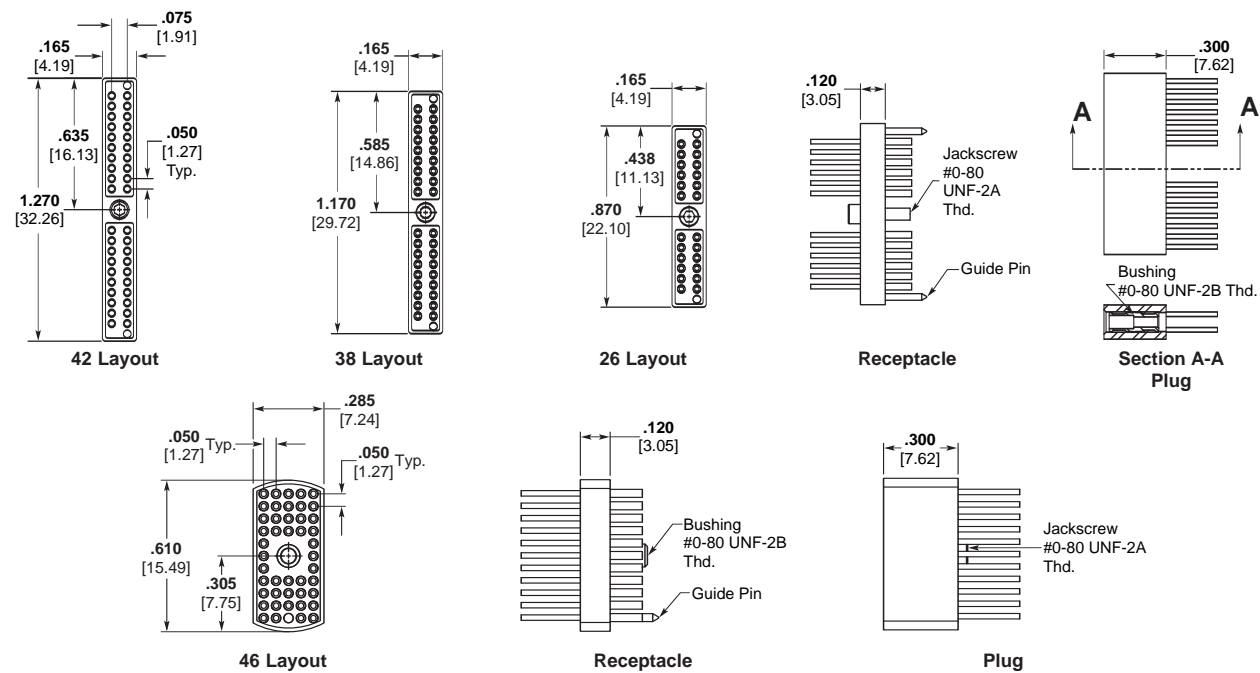 .075
[1.91]
.165
[4.19]
.635
[16.13]
.050
[1.27]
Typ.
1.270
[32.26]
42 Layout
.165
[4.19]
.585
[14.86]
1.170
[29.72]
38 Layout
.165
[4.19]
.438
[11.13]
.870
[22.10]
26 Layout
.120
[3.05]
Jackscrew
#0-80
UNF-2A
Thd.
Guide Pin
Receptacle
.300
[7.62]
A
A
Bushing
#0-80 UNF-2B Thd.
Section A-A
Plug
.285
[7.24]
.050 Typ.
[1.27]
.050 Typ.
[1.27]
.610
[15.49]
.305
[7.75]
46 Layout
.120
[3.05]
Bushing
#0-80 UNF-2B
Thd.
Guide Pin
Receptacle
.300
[7.62]
Jackscrew
#0-80 UNF-2A
Thd.
Plug